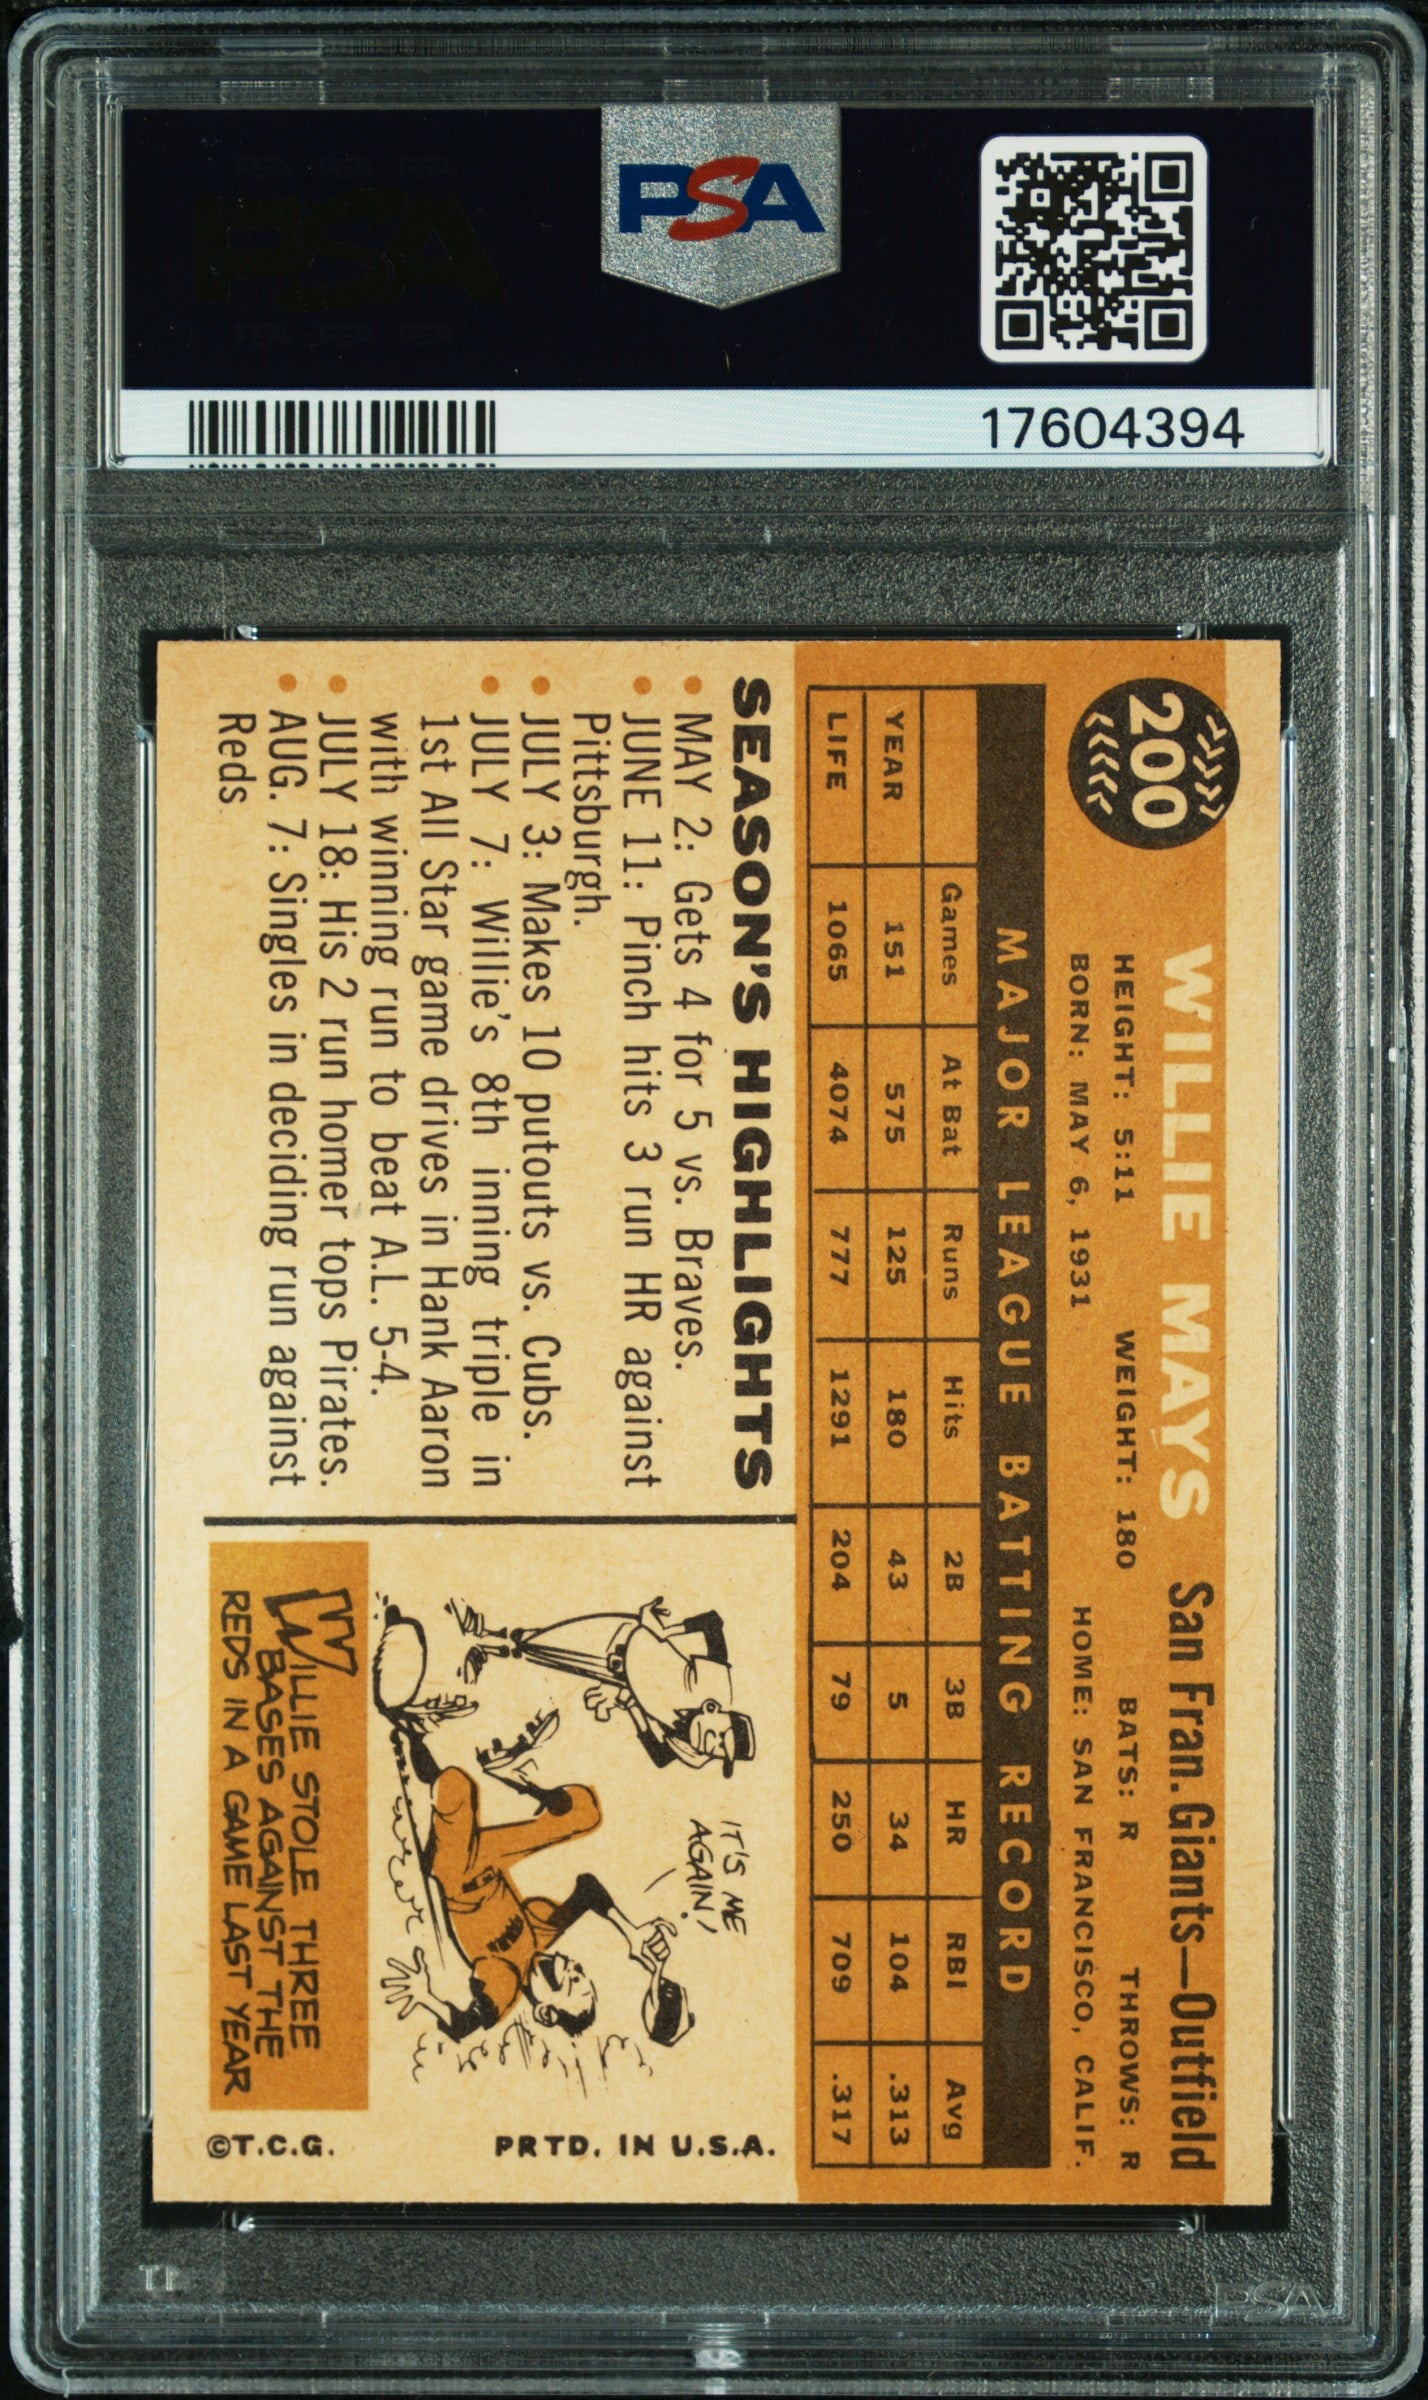 PSA PSA PSA
PSA
PSA PSA PSA
PSA
17604394
200
WILLIE MAYS San Fran. Giants—Outfield
HEIGHT: 5:11 WEIGHT: 180 BATS: R THROWS: R
BORN: MAY 6, 1931 HOME: SAN FRANCISCO, CALIF.
MAJOR LEAGUE BATTING RECORD
Games At Bat Runs Hits 2B 3B HR RBI Avg
YEAR 151 575 125 180 43 5 34 104 .313
LIFE 1065 4074 777 1291 204 79 250 709 .317
SEASON'S HIGHLIGHTS
• MAY 2: Gets 4 for 5 vs. Braves.
• JUNE 11: Pinch hits 3 run HR against
Pittsburgh.
• JULY 3: Makes 10 putouts vs. Cubs.
• JULY 7: Willie's 8th inning triple in
1st All Star game drives in Hank Aaron
with winning run to beat A.L. 5-4.
• JULY 18: His 2 run homer tops Pirates.
• AUG. 7: Singles in deciding run against
Reds
IT'S ME
AGAIN!
WILLIE STOLE THREE
BASES AGAINST THE
REDS IN A GAME LAST YEAR
PRTD. IN U.S.A.
©T.C.G.
PSA